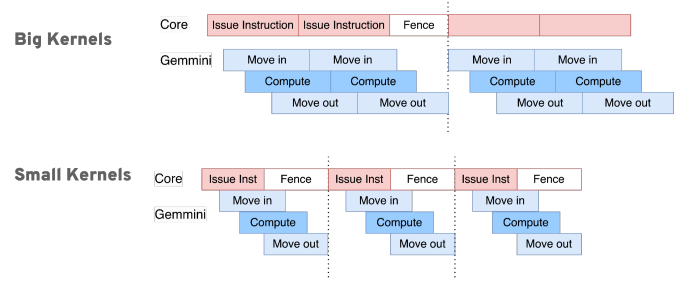 Big Kernels
Core
Issue Instruction Issue Instruction Fence
Gemmini
Move in Move in Move in Move in
Compute Compute Compute Compute
Move out Move out Move out Move out
Small Kernels
Core
Issue Inst Fence Issue Inst Fence Issue Inst Fence
Gemmini
Move in Move in Move in
Compute Compute Compute
Move out Move out Move out